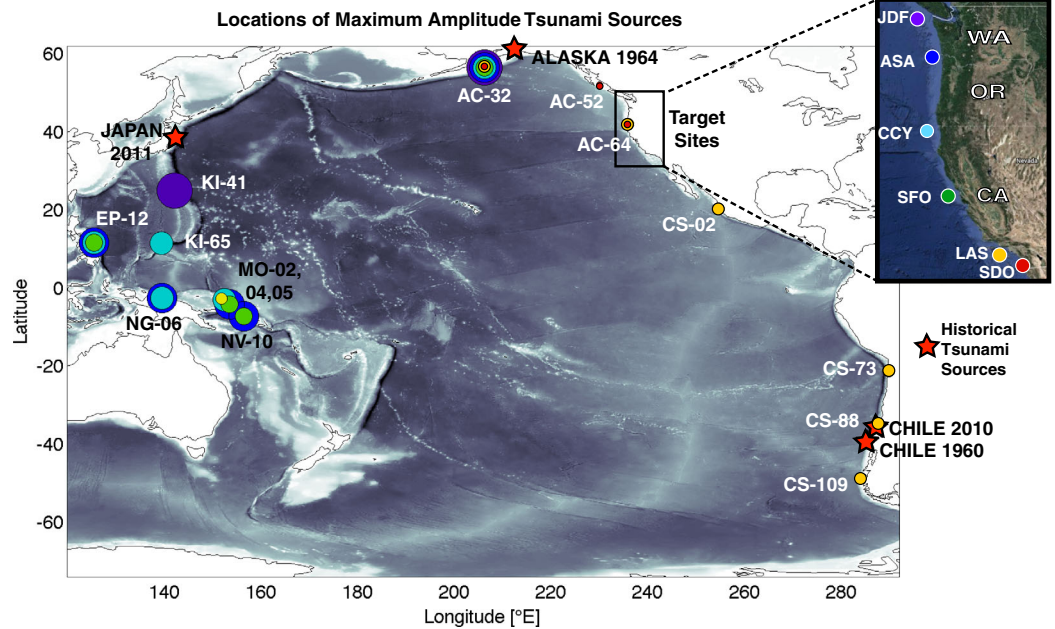 Locations of Maximum Amplitude Tsunami Sources
60
40
20
0
-20
-40
-60
Latitude
140
160
180
200
220
240
260
280
Longitude [°E]
ALASKA 1964
AC-32
AC-52
AC-64
Target
Sites
JAPAN
2011
KI-41
EP-12
KI-65
MO-02,
04,05
NG-06
NV-10
CS-02
CS-73
CS-88
CHILE 2010
CHILE 1960
CS-109
JDF
WA
ASA
OR
CCY
Nevada
SFO
CA
LAS
SDO
Historical
Tsunami
Sources